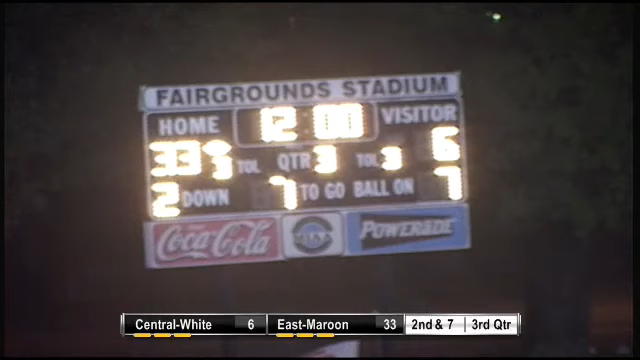 FAIRGROUNDS STADIUM
HOME 12:00 VISITOR
33 3 TOL QTR 3 TOL 3 6
2 DOWN 7 TO GO BALL ON 7
Coca-Cola POWERADE
Central-White 6 East-Maroon 33 2nd & 7 3rd Qtr